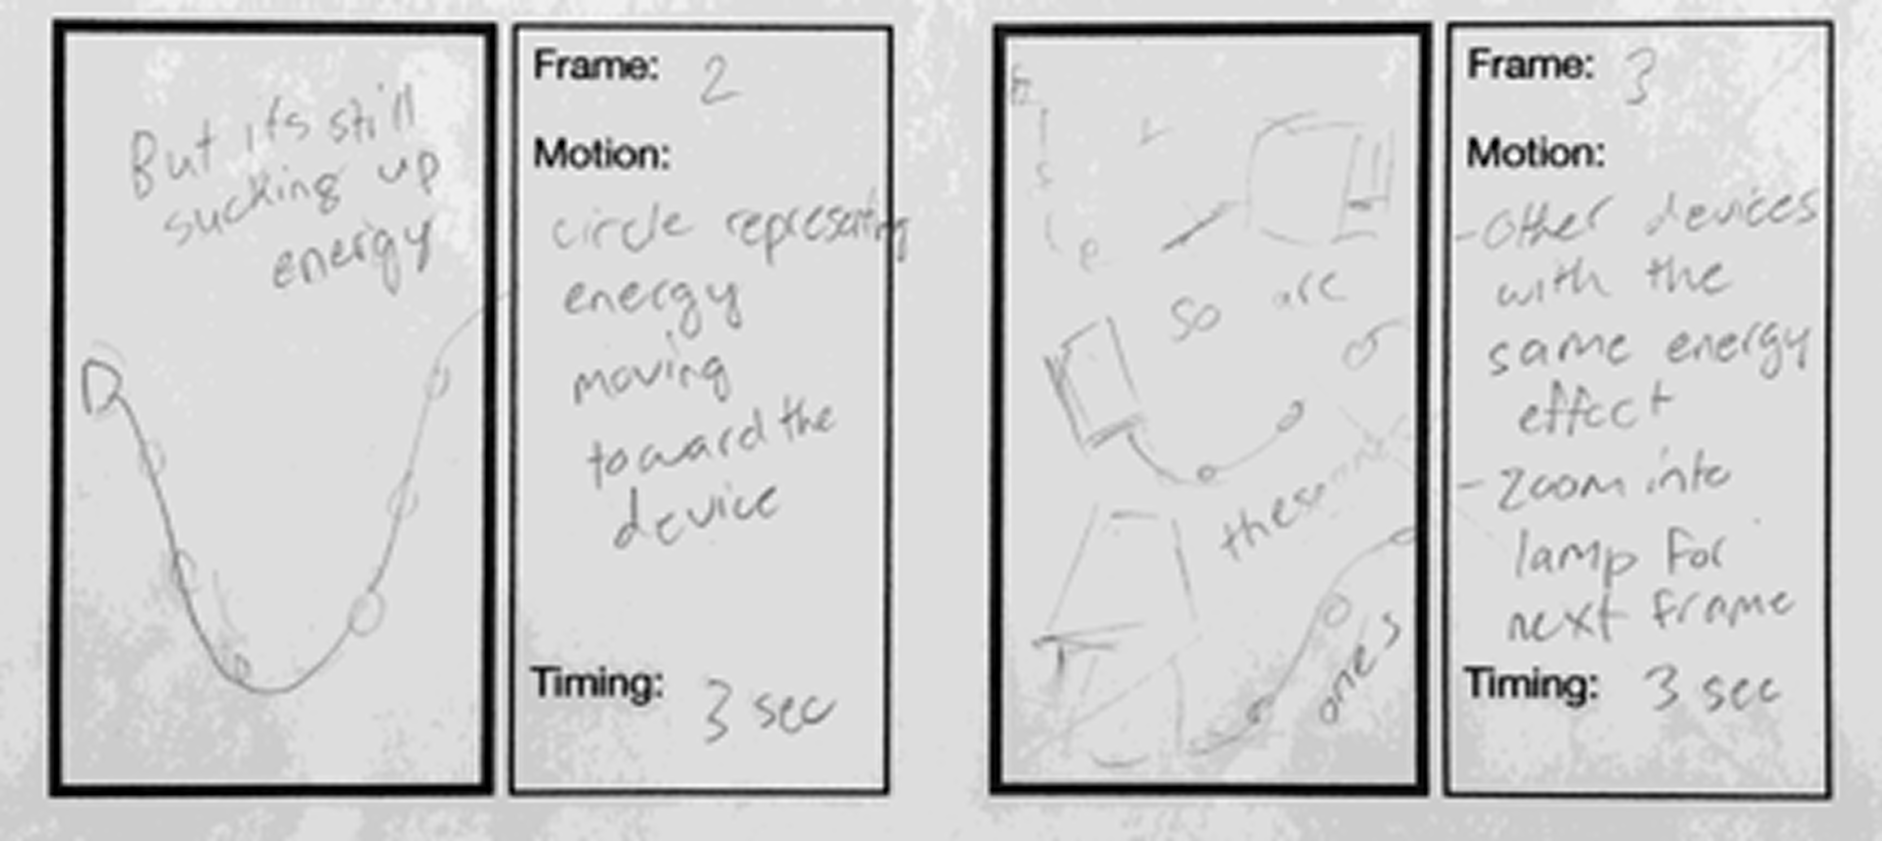 But its still
sucking up
energy
Frame: 2
Motion:
circle representing
energy
moving
toward the
device
Timing: 3 sec
so are
these
ones
Frame: 3
Motion:
-Other devices
with the
same energy
effect
- Zoom into
lamp for
next frame
Timing: 3 sec